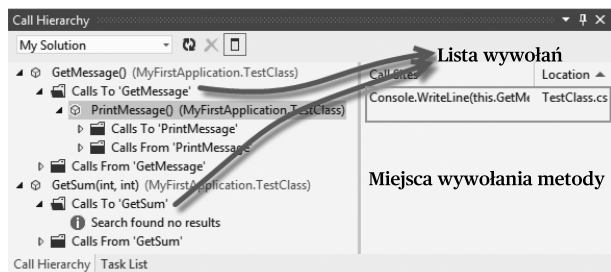 Call Hierarchy
My Solution
Lista wywołań
GetMessage() (MyFirstApplication.TestClass)
Call Sites
Location
Calls To 'GetMessage'
PrintMessage() (MyFirstApplication.TestClass)
Console.WriteLine(this.GetMe
TestClass.cs
Calls To 'PrintMessage'
Calls From 'PrintMessage'
Calls From 'GetMessage'
Miejsca wywołania metody
GetSum(int, int) (MyFirstApplication.TestClass)
Calls To 'GetSum'
Search found no results
Calls From 'GetSum'
Call Hierarchy Task List